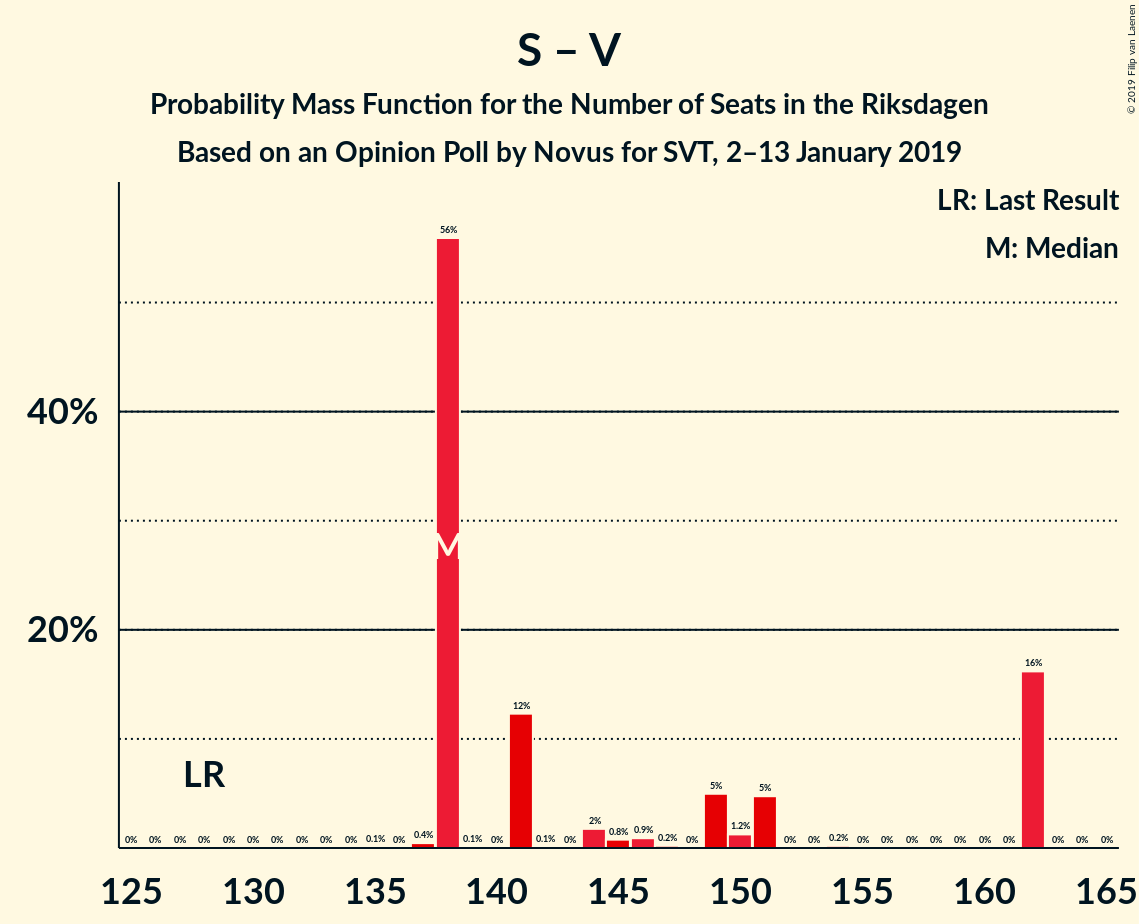 S – V
Probability Mass Function for the Number of Seats in the Riksdagen
Based on an Opinion Poll by Novus for SVT, 2–13 January 2019
© 2019 Filip van Laenen
LR: Last Result
M: Median
40%
20%
0% 0% 0% 0% 0% 0% 0% 0% 0% 0% 0.1% 0% 0.4% 56% 0.1% 0% 12% 0.1% 0% 2% 0.8% 0.9% 0.2% 0% 5% 1.2% 5% 0% 0% 0.2% 0% 0% 0% 0% 0% 0% 0% 16% 0% 0% 0%
M
LR
125 130 135 140 145 150 155 160 165